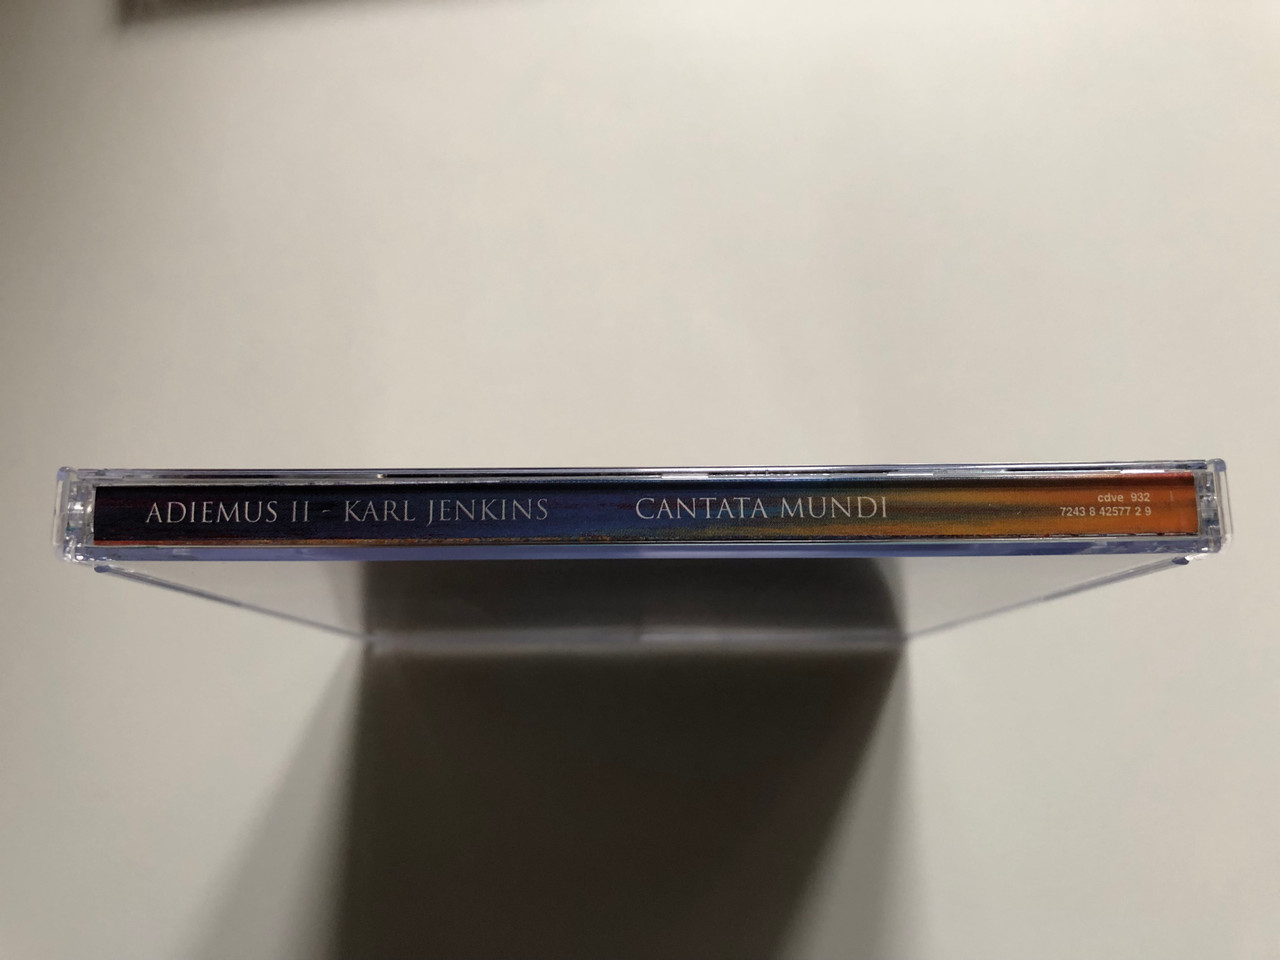 ADIEMUS II - KARL JENKINS CANTATA MUNDI
cdve 932
7243 8 42577 2 9